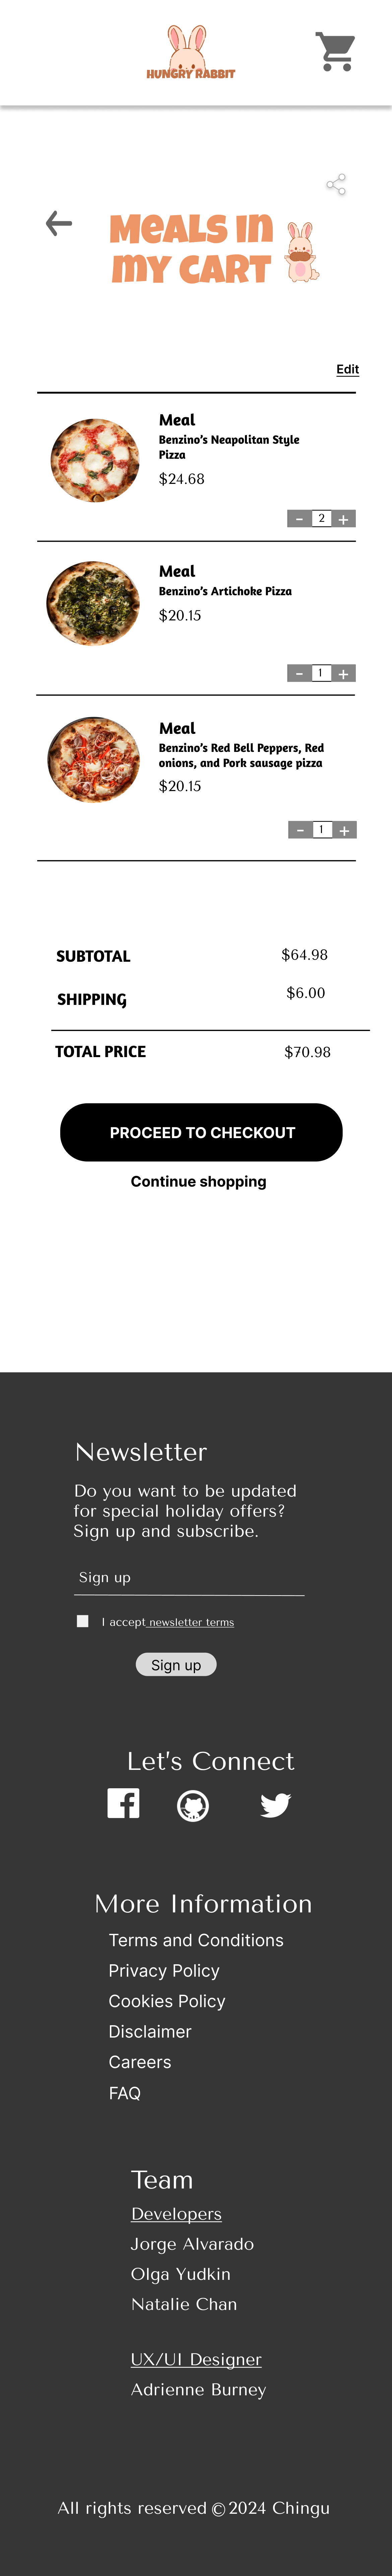 HUNGRY RABBIT
MEALS IN
MY CART
Edit
Meal
Benzino's Neapolitan Style
Pizza
$24.68
- 2 +
Meal
Benzino's Artichoke Pizza
$20.15
- 1 +
Meal
Benzino's Red Bell Peppers, Red
onions, and Pork sausage pizza
$20.15
- 1 +
SUBTOTAL $64.98
SHIPPING $6.00
TOTAL PRICE $70.98
PROCEED TO CHECKOUT
Continue shopping
Newsletter
Do you want to be updated
for special holiday offers?
Sign up and subscribe.
Sign up
I accept newsletter terms
Sign up
Let's Connect
More Information
Terms and Conditions
Privacy Policy
Cookies Policy
Disclaimer
Careers
FAQ
Team
Developers
Jorge Alvarado
Olga Yudkin
Natalie Chan
UX/UI Designer
Adrienne Burney
All rights reserved © 2024 Chingu